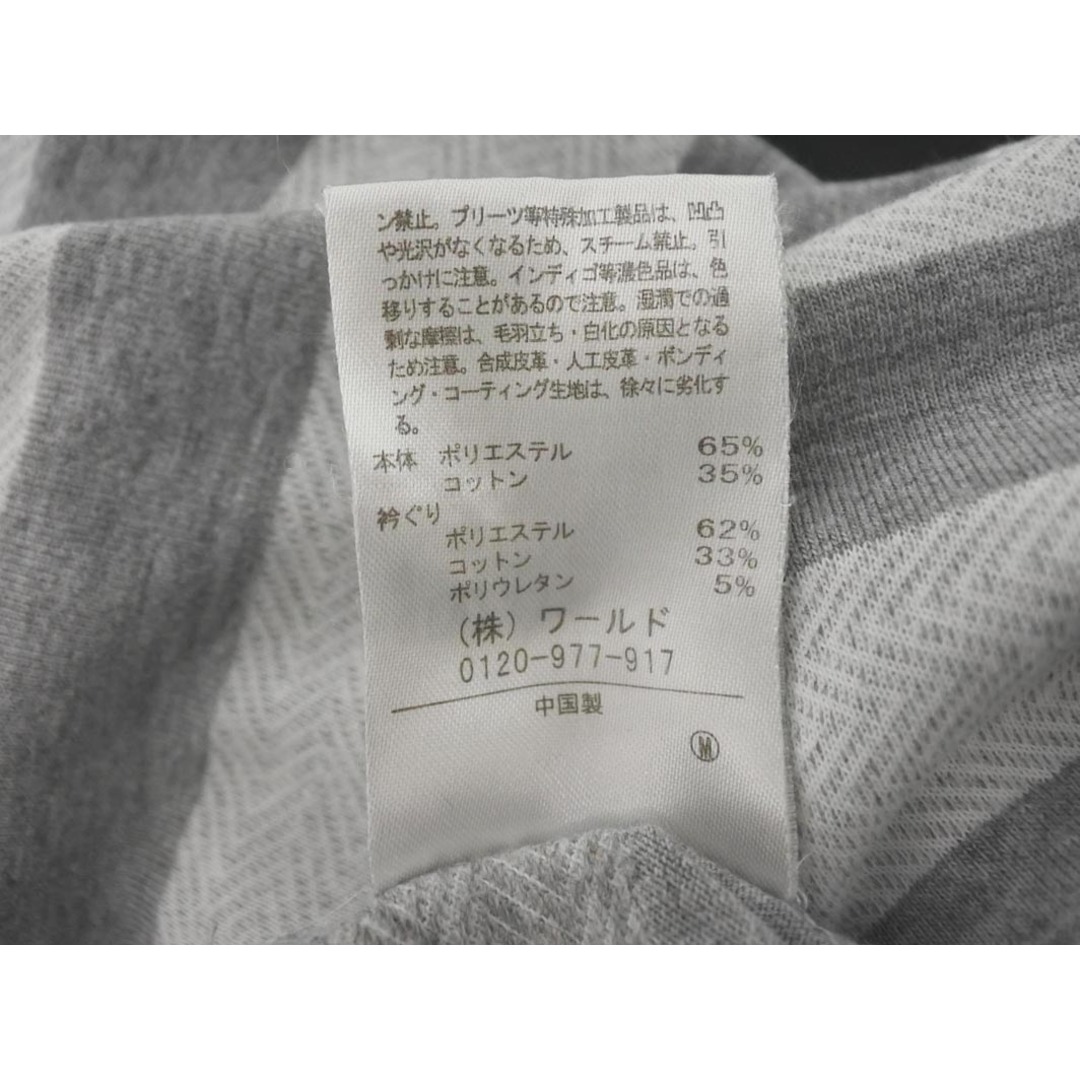 ン禁止。プリーツ等特殊加工製品は、凹凸
や光沢がなくなるため、スチーム禁止。引
っかけに注意。インディゴ等濃色品は、色
移りすることがあるので注意。湿潤での過
剰な摩擦は、毛羽立ち・白化の原因となる
ため注意。合成皮革・人工皮革・ボンディ
ング・コーティング生地は、徐々に劣化す
る。
本体 ポリエステル 65%
コットン 35%
衿ぐり
ポリエステル 62%
コットン 33%
ポリウレタン 5%
(株) ワールド
0120-977-917
中国製
M